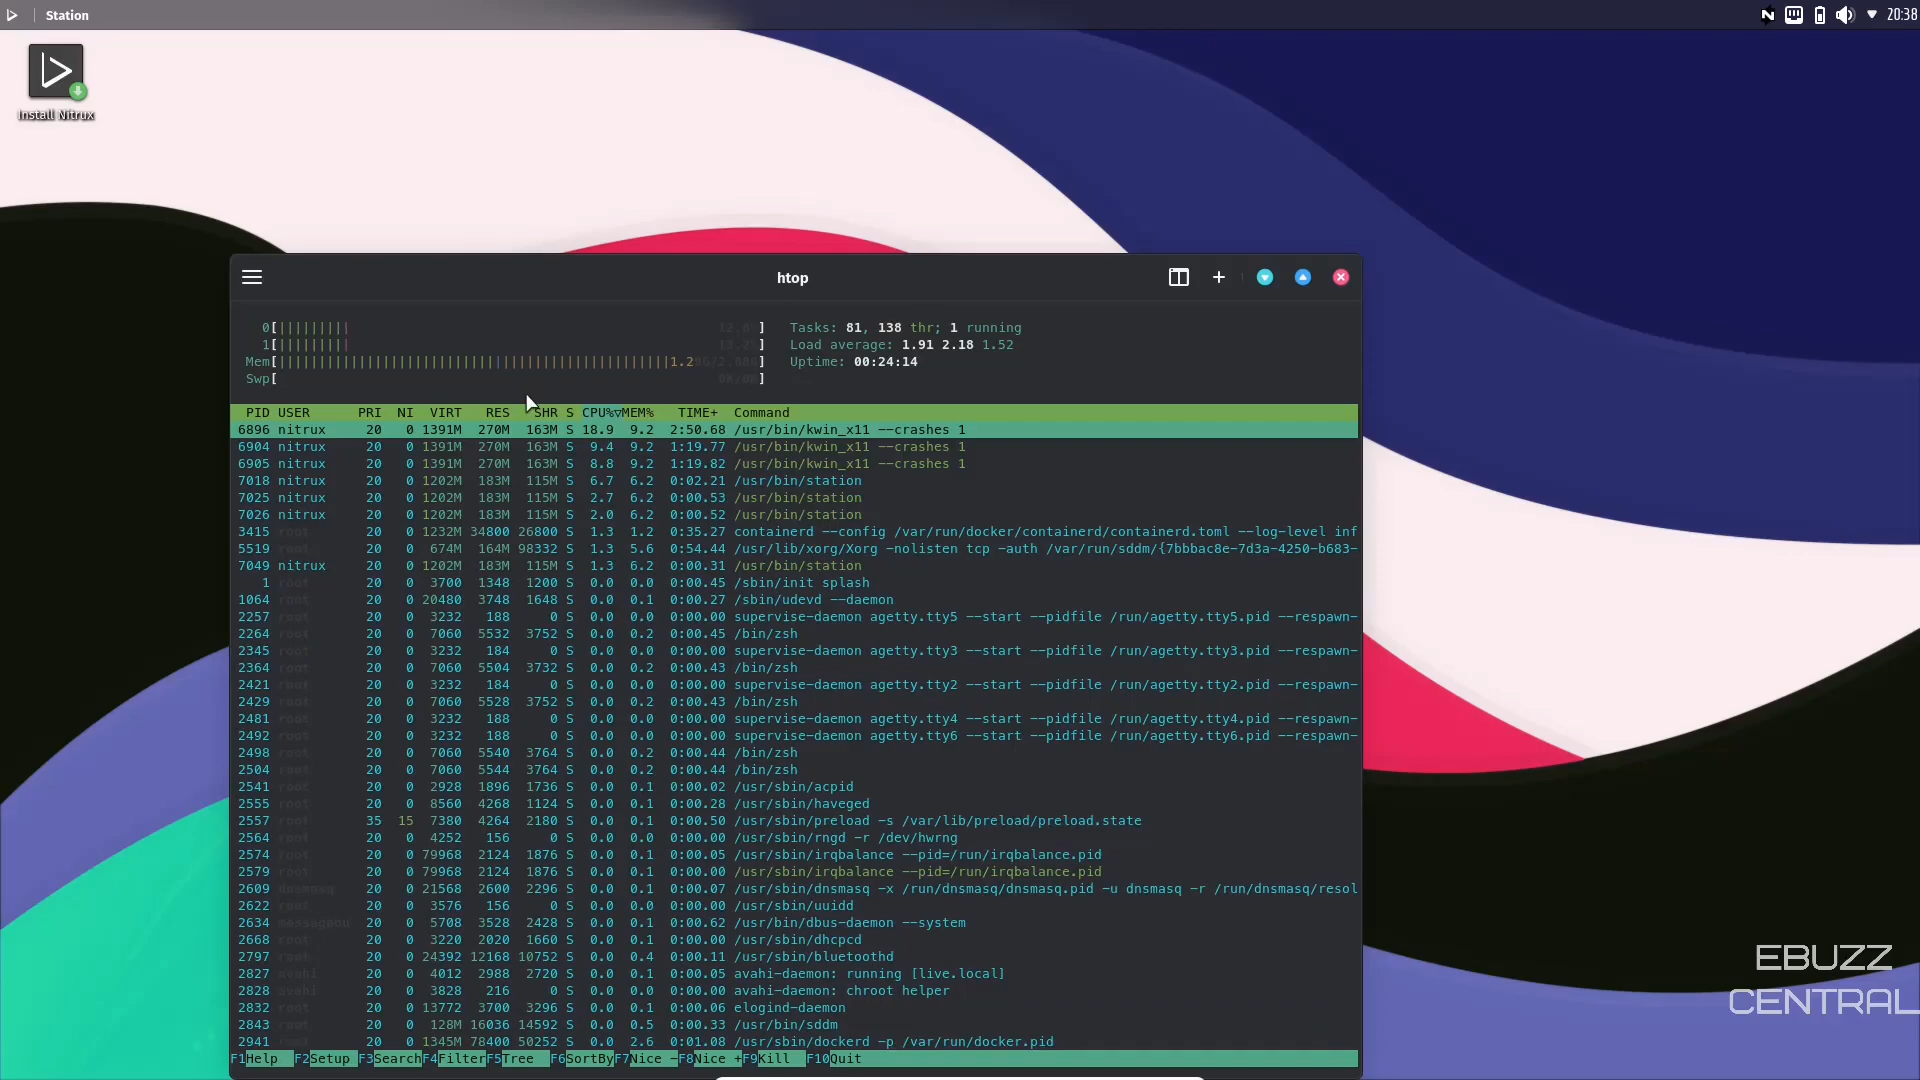 Station
20:38
Install Nitrux
htop
0[|||||||||
]
Tasks: 81, 138 thr; 1 running
1[|||||||||
]
Load average: 1.91 2.18 1.52
Mem[
1.2
]
Uptime: 00:24:14
Swp[
]
PID USER PRI NI VIRT RES SHR S CPU%▽MEM% TIME+ Command
6896 nitrux 20 0 1391M 270M 163M S 18.9 9.2 2:50.68 /usr/bin/kwin_x11 --crashes 1
6904 nitrux 20 0 1391M 270M 163M S 9.4 9.2 1:19.77 /usr/bin/kwin_x11 --crashes 1
6905 nitrux 20 0 1391M 270M 163M S 8.8 9.2 1:19.82 /usr/bin/kwin_x11 --crashes 1
7018 nitrux 20 0 1202M 183M 115M S 6.7 6.2 0:02.21 /usr/bin/station
7025 nitrux 20 0 1202M 183M 115M S 2.7 6.2 0:00.53 /usr/bin/station
7026 nitrux 20 0 1202M 183M 115M S 2.0 6.2 0:00.52 /usr/bin/station
3415 root 20 0 1232M 34800 26800 S 1.3 1.2 0:35.27 containerd --config /var/run/docker/containerd/containerd.toml --log-level inf
5519 root 20 0 674M 164M 98332 S 1.3 5.6 0:54.44 /usr/lib/xorg/Xorg -nolisten tcp -auth /var/run/sddm/{7bbbac8e-7d3a-4250-b683-
7049 nitrux 20 0 1202M 183M 115M S 1.3 6.2 0:00.31 /usr/bin/station
1 root 20 0 3700 1348 1200 S 0.0 0.0 0:00.45 /sbin/init splash
1064 root 20 0 20480 3748 1648 S 0.0 0.1 0:00.27 /sbin/udevd --daemon
2257 root 20 0 3232 188 0 S 0.0 0.0 0:00.00 supervise-daemon agetty.tty5 --start --pidfile /run/agetty.tty5.pid --respawn-
2264 root 20 0 7060 5532 3752 S 0.0 0.2 0:00.45 /bin/zsh
2345 root 20 0 3232 184 0 S 0.0 0.0 0:00.00 supervise-daemon agetty.tty3 --start --pidfile /run/agetty.tty3.pid --respawn-
2364 root 20 0 7060 5504 3732 S 0.0 0.2 0:00.43 /bin/zsh
2421 root 20 0 3232 184 0 S 0.0 0.0 0:00.00 supervise-daemon agetty.tty2 --start --pidfile /run/agetty.tty2.pid --respawn-
2429 root 20 0 7060 5528 3752 S 0.0 0.2 0:00.43 /bin/zsh
2481 root 20 0 3232 188 0 S 0.0 0.0 0:00.00 supervise-daemon agetty.tty4 --start --pidfile /run/agetty.tty4.pid --respawn-
2492 root 20 0 3232 188 0 S 0.0 0.0 0:00.00 supervise-daemon agetty.tty6 --start --pidfile /run/agetty.tty6.pid --respawn-
2498 root 20 0 7060 5540 3764 S 0.0 0.2 0:00.44 /bin/zsh
2504 root 20 0 7060 5544 3764 S 0.0 0.2 0:00.44 /bin/zsh
2541 root 20 0 2928 1896 1736 S 0.0 0.1 0:00.02 /usr/sbin/acpid
2555 root 20 0 8560 4268 1124 S 0.0 0.1 0:00.28 /usr/sbin/haveged
2557 root 35 15 7380 4264 2180 S 0.0 0.1 0:00.50 /usr/sbin/preload -s /var/lib/preload/preload.state
2564 root 20 0 4252 156 0 S 0.0 0.0 0:00.00 /usr/sbin/rngd -r /dev/hwrng
2574 root 20 0 79968 2124 1876 S 0.0 0.1 0:00.05 /usr/sbin/irqbalance --pid=/run/irqbalance.pid
2579 root 20 0 79968 2124 1876 S 0.0 0.1 0:00.00 /usr/sbin/irqbalance --pid=/run/irqbalance.pid
2609 dnsmasq 20 0 21568 2600 2296 S 0.0 0.1 0:00.07 /usr/sbin/dnsmasq -x /run/dnsmasq/dnsmasq.pid -u dnsmasq -r /run/dnsmasq/resol
2622 root 20 0 3576 156 0 S 0.0 0.0 0:00.00 /usr/sbin/uuidd
2634 20 0 5708 3528 2428 S 0.0 0.1 0:00.62 /usr/bin/dbus-daemon --system
2668 root 20 0 3220 2020 1660 S 0.0 0.1 0:00.00 /usr/sbin/dhcpcd
2797 root 20 0 24392 12168 10752 S 0.0 0.4 0:00.11 /usr/sbin/bluetoothd
2827 avahi 20 0 4012 2988 2720 S 0.0 0.1 0:00.05 avahi-daemon: running [live.local]
2828 avahi 20 0 3828 216 0 S 0.0 0.0 0:00.00 avahi-daemon: chroot helper
2832 root 20 0 13772 3700 3296 S 0.0 0.1 0:00.06 elogind-daemon
2843 root 20 0 128M 16036 14592 S 0.0 0.5 0:00.33 /usr/bin/sddm
2941 root 20 0 1345M 78400 50252 S 0.0 2.6 0:01.08 /usr/sbin/dockerd -p /var/run/docker.pid
F1Help F2Setup F3SearchF4FilterF5Tree F6SortByF7Nice -F8Nice +F9Kill F10Quit
EBUZZ
CENTRAL